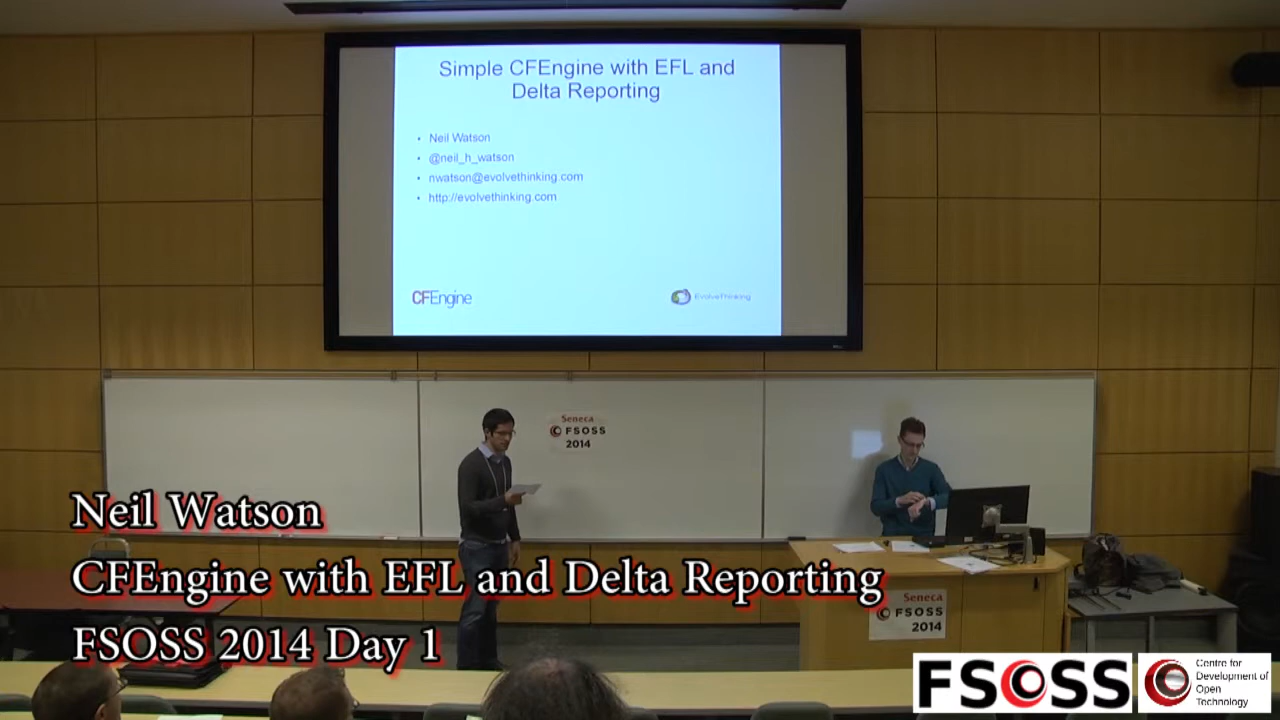 Simple CFEngine with EFL and
Delta Reporting
• Neil Watson
• @neil_h_watson
• nwatson@evolvethinking.com
• http://evolvethinking.com
CFEngine
EvolveThinking
Seneca
FSOSS
2014
Neil Watson
CFEngine with EFL and Delta Reporting
FSOSS 2014 Day 1
Seneca
FSOSS
2014
FSOSS
Centre for
Development of
Open
Technology